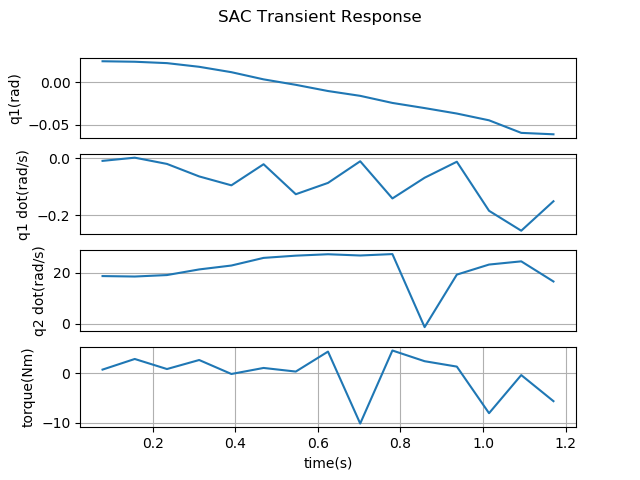 SAC Transient Response
q1(rad)
0.00
−0.05
q1 dot(rad/s)
0.0
−0.2
q2 dot(rad/s)
20
0
torque(Nm)
0
−10
0.2 0.4 0.6 0.8 1.0 1.2
time(s)